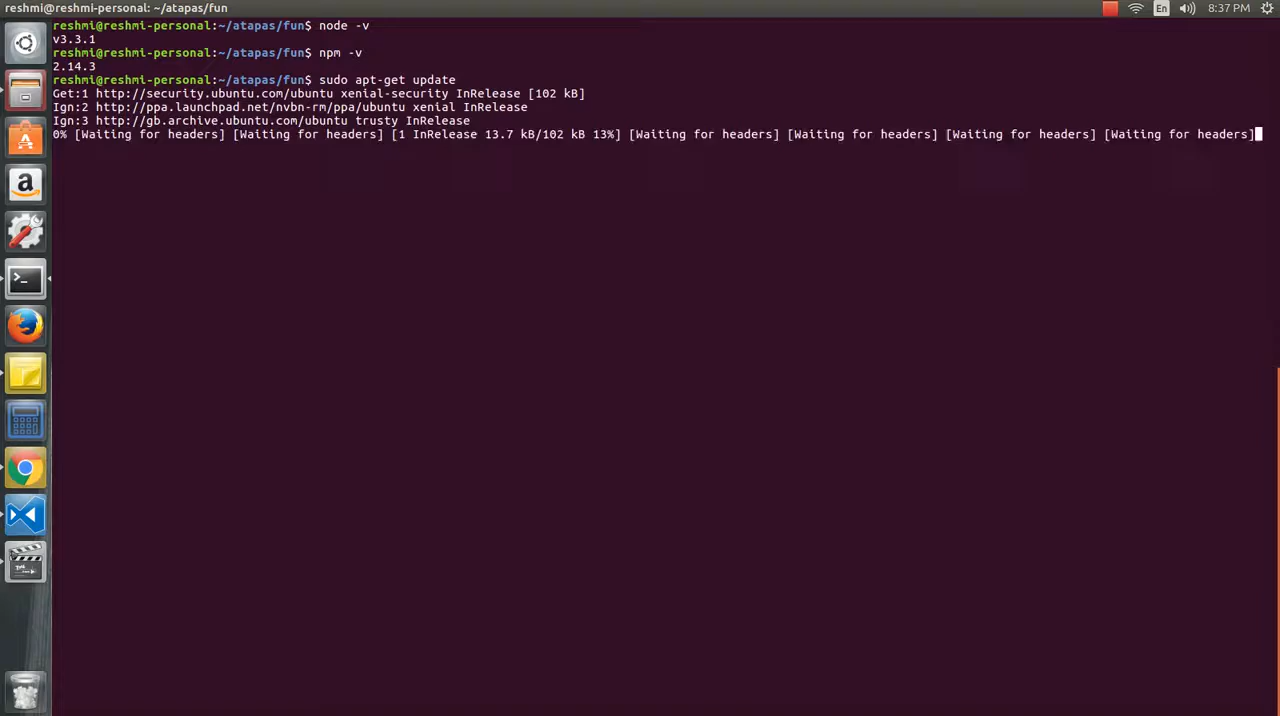 reshmi@reshmi-personal: ~/atapas/fun
En
8:37 PM
reshmi@reshmi-personal:~/atapas/fun$ node -v
v3.3.1
reshmi@reshmi-personal:~/atapas/fun$ npm -v
2.14.3
reshmi@reshmi-personal:~/atapas/fun$ sudo apt-get update
Get:1 http://security.ubuntu.com/ubuntu xenial-security InRelease [102 kB]
Ign:2 http://ppa.launchpad.net/nvbn-rm/ppa/ubuntu xenial InRelease
Ign:3 http://gb.archive.ubuntu.com/ubuntu trusty InRelease
0% [Waiting for headers] [Waiting for headers] [1 InRelease 13.7 kB/102 kB 13%] [Waiting for headers] [Waiting for headers] [Waiting for headers] [Waiting for headers]